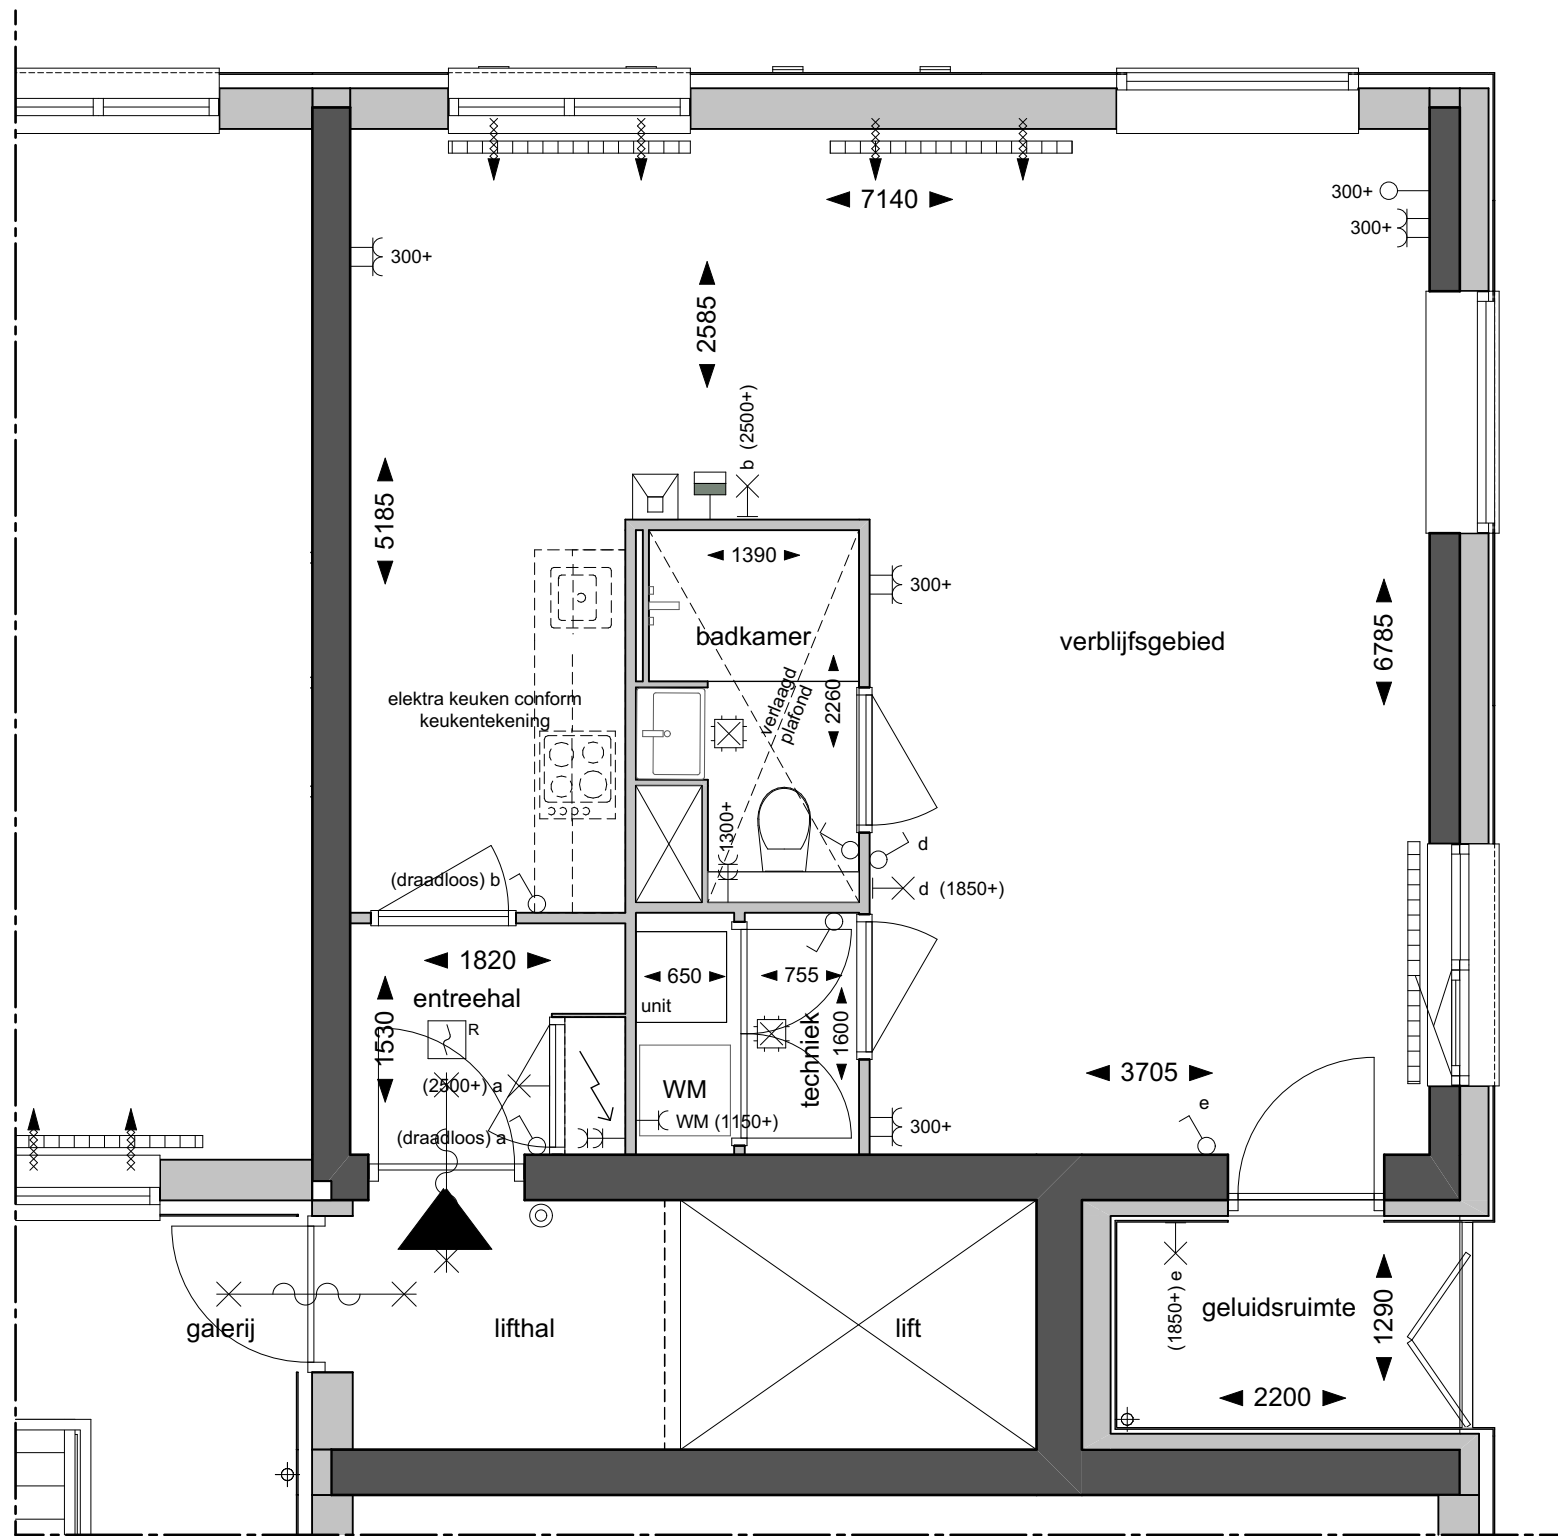 7140
300+
300+
300+
2585
b (2500+)
5185
1390
300+
badkamer
verblijfsgebied
6785
verlaagd
plafond
2260
elektra keuken conform
keukentekening
1300+
d
(draadloos) b
d (1850+)
1820
650
755
entreehal
unit
1530
R
techniek
1600
3705
(2500+) a
WM
e
WM (1150+)
300+
(draadloos) a
(1850+) e
geluidsruimte
1290
galerij
lifthal
lift
2200